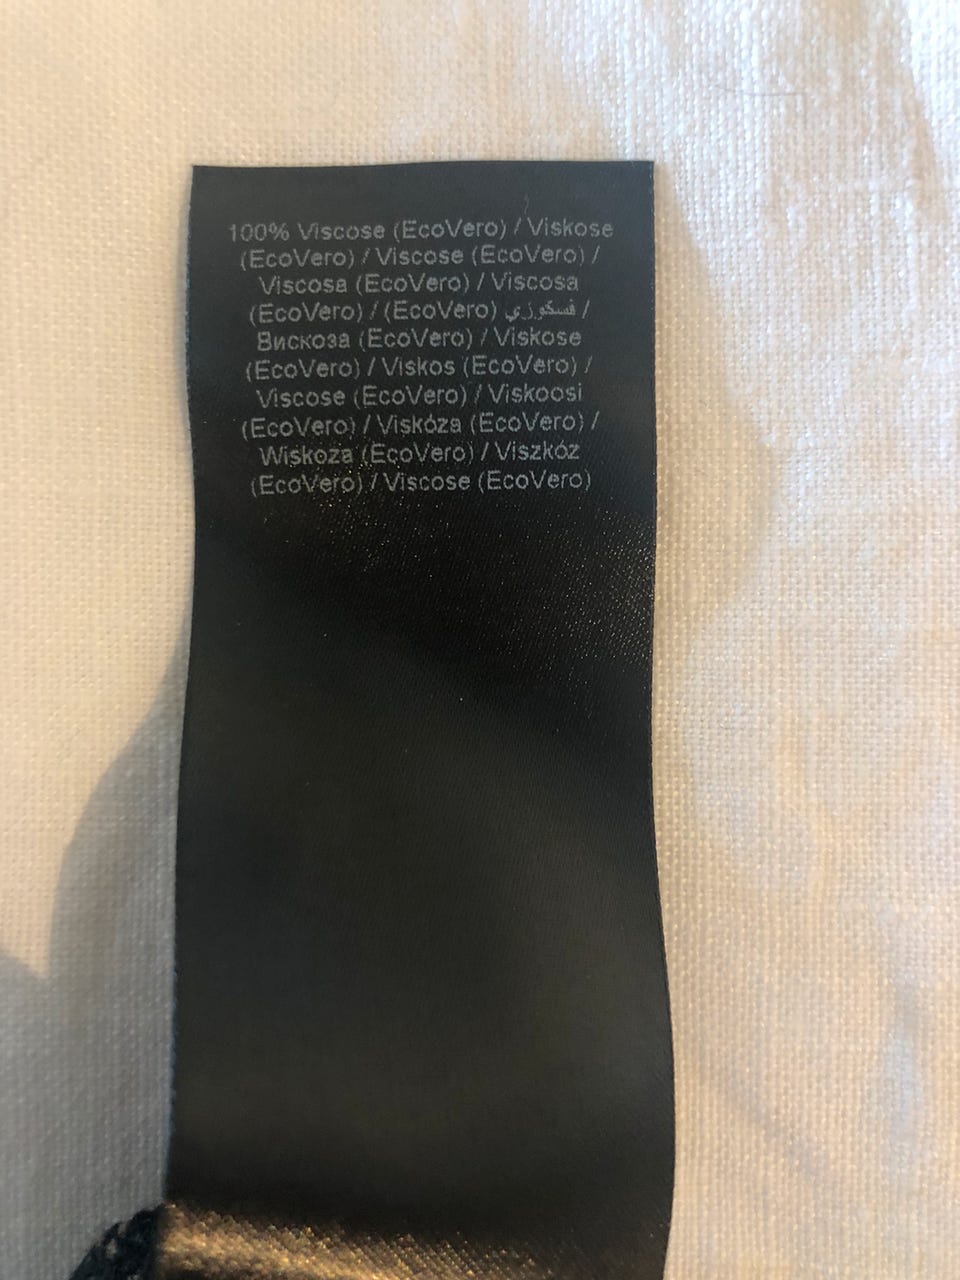 100% Viscose (EcoVero) / Viskose
(EcoVero) / Viscose (EcoVero) /
Viscosa (EcoVero) / Viscosa
(EcoVero) / (EcoVero) فسكوزي /
Вискоза (EcoVero) / Viskose
(EcoVero) / Viskos (EcoVero) /
Viscose (EcoVero) / Viskoosi
(EcoVero) / Viskóza (EcoVero) /
Wiskoza (EcoVero) / Viszkóz
(EcoVero) / Viscose (EcoVero)